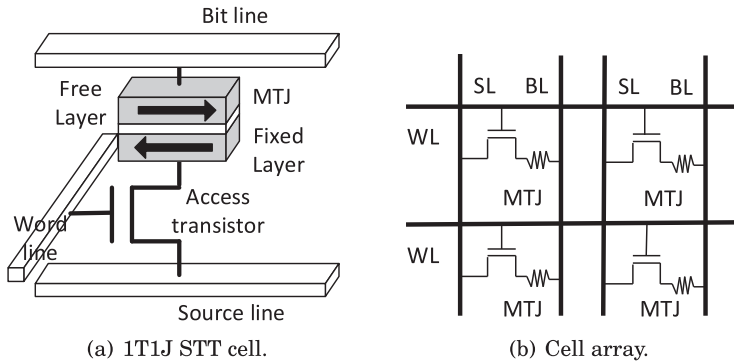 Bit line
Free
Layer
MTJ
Fixed
Layer
Access
transistor
Word
line
Source line
(a) 1T1J STT cell.
SL BL SL BL
WL
MTJ MTJ
WL
MTJ MTJ
(b) Cell array.